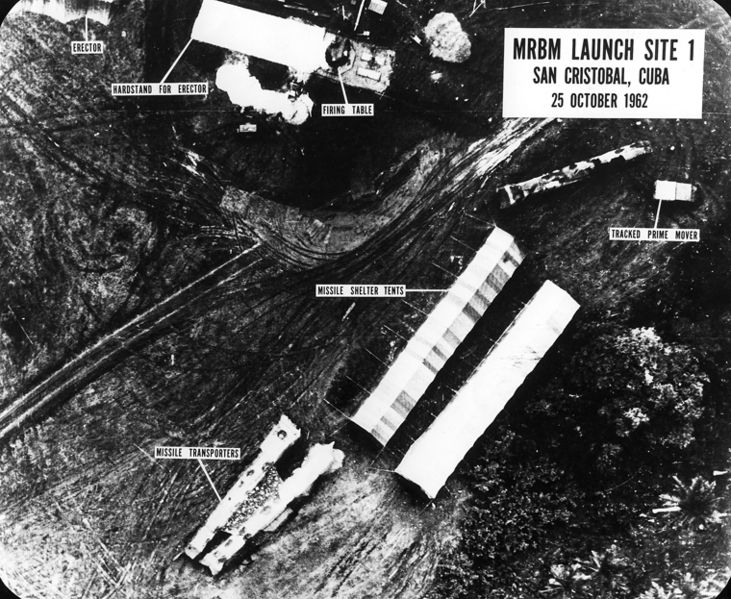 MRBM LAUNCH SITE 1
SAN CRISTOBAL, CUBA
25 OCTOBER 1962
ERECTOR
HARDSTAND FOR ERECTOR
FIRING TABLE
TRACKED PRIME MOVER
MISSILE SHELTER TENTS
MISSILE TRANSPORTERS